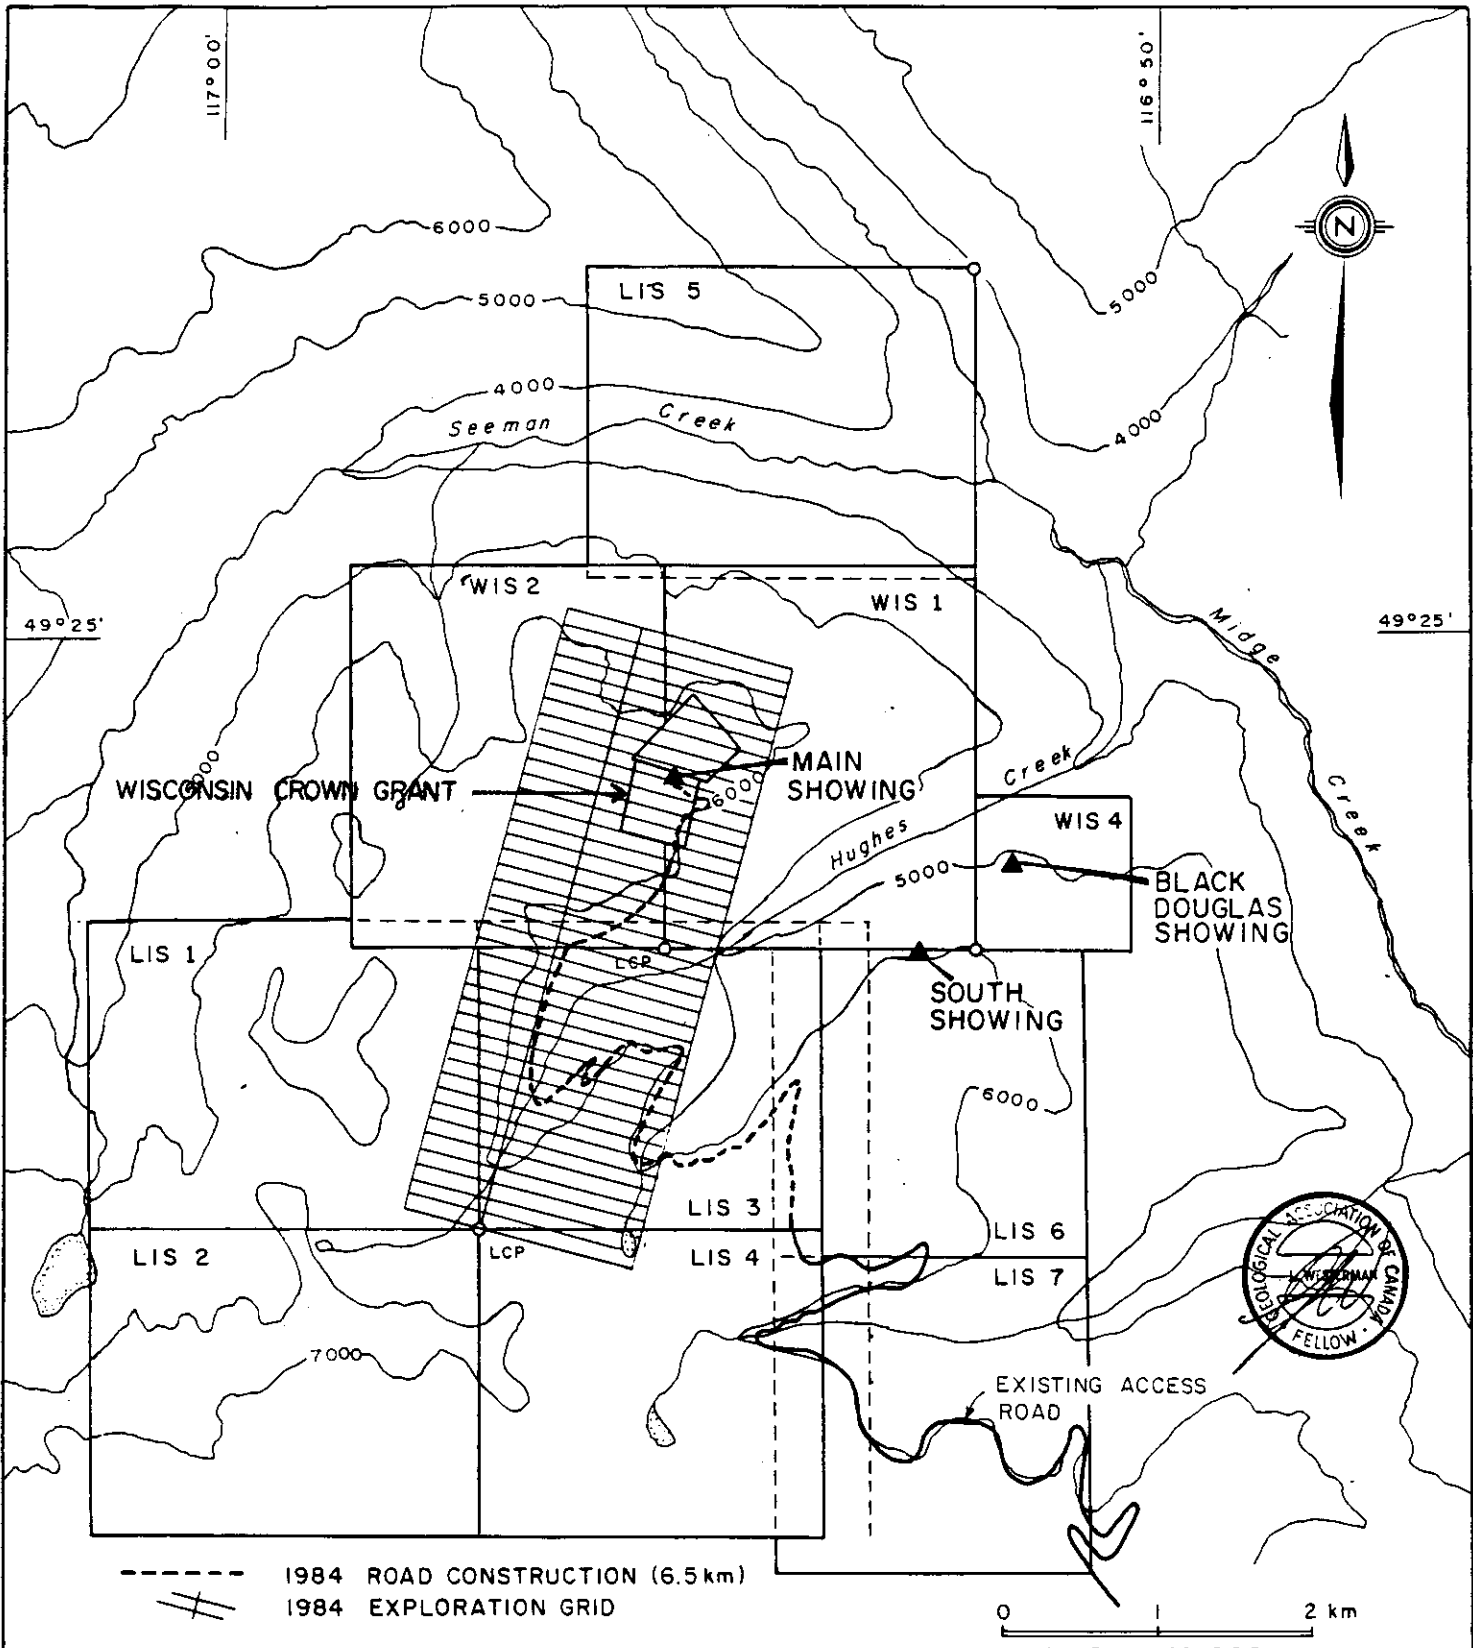 117° 00'
116° 50'
6000
N
LIS 5
5000
5000
4000
Seeman Creek
4000
WIS 2
WIS 1
49° 25'
49° 25'
Midge Creek
MAIN
SHOWING
WISCONSIN CROWN GRANT
6000
Hughes Creek
WIS 4
5000
BLACK
DOUGLAS
SHOWING
LIS 1
LCP
SOUTH
SHOWING
6000
LIS 3
LIS 6
LIS 2
LCP
LIS 4
LIS 7
GEOLOGICAL ASSOCIATION OF CANADA
FELLOW
7000
EXISTING ACCESS
ROAD
1984 ROAD CONSTRUCTION (6.5km)
1984 EXPLORATION GRID
0 1 2 km